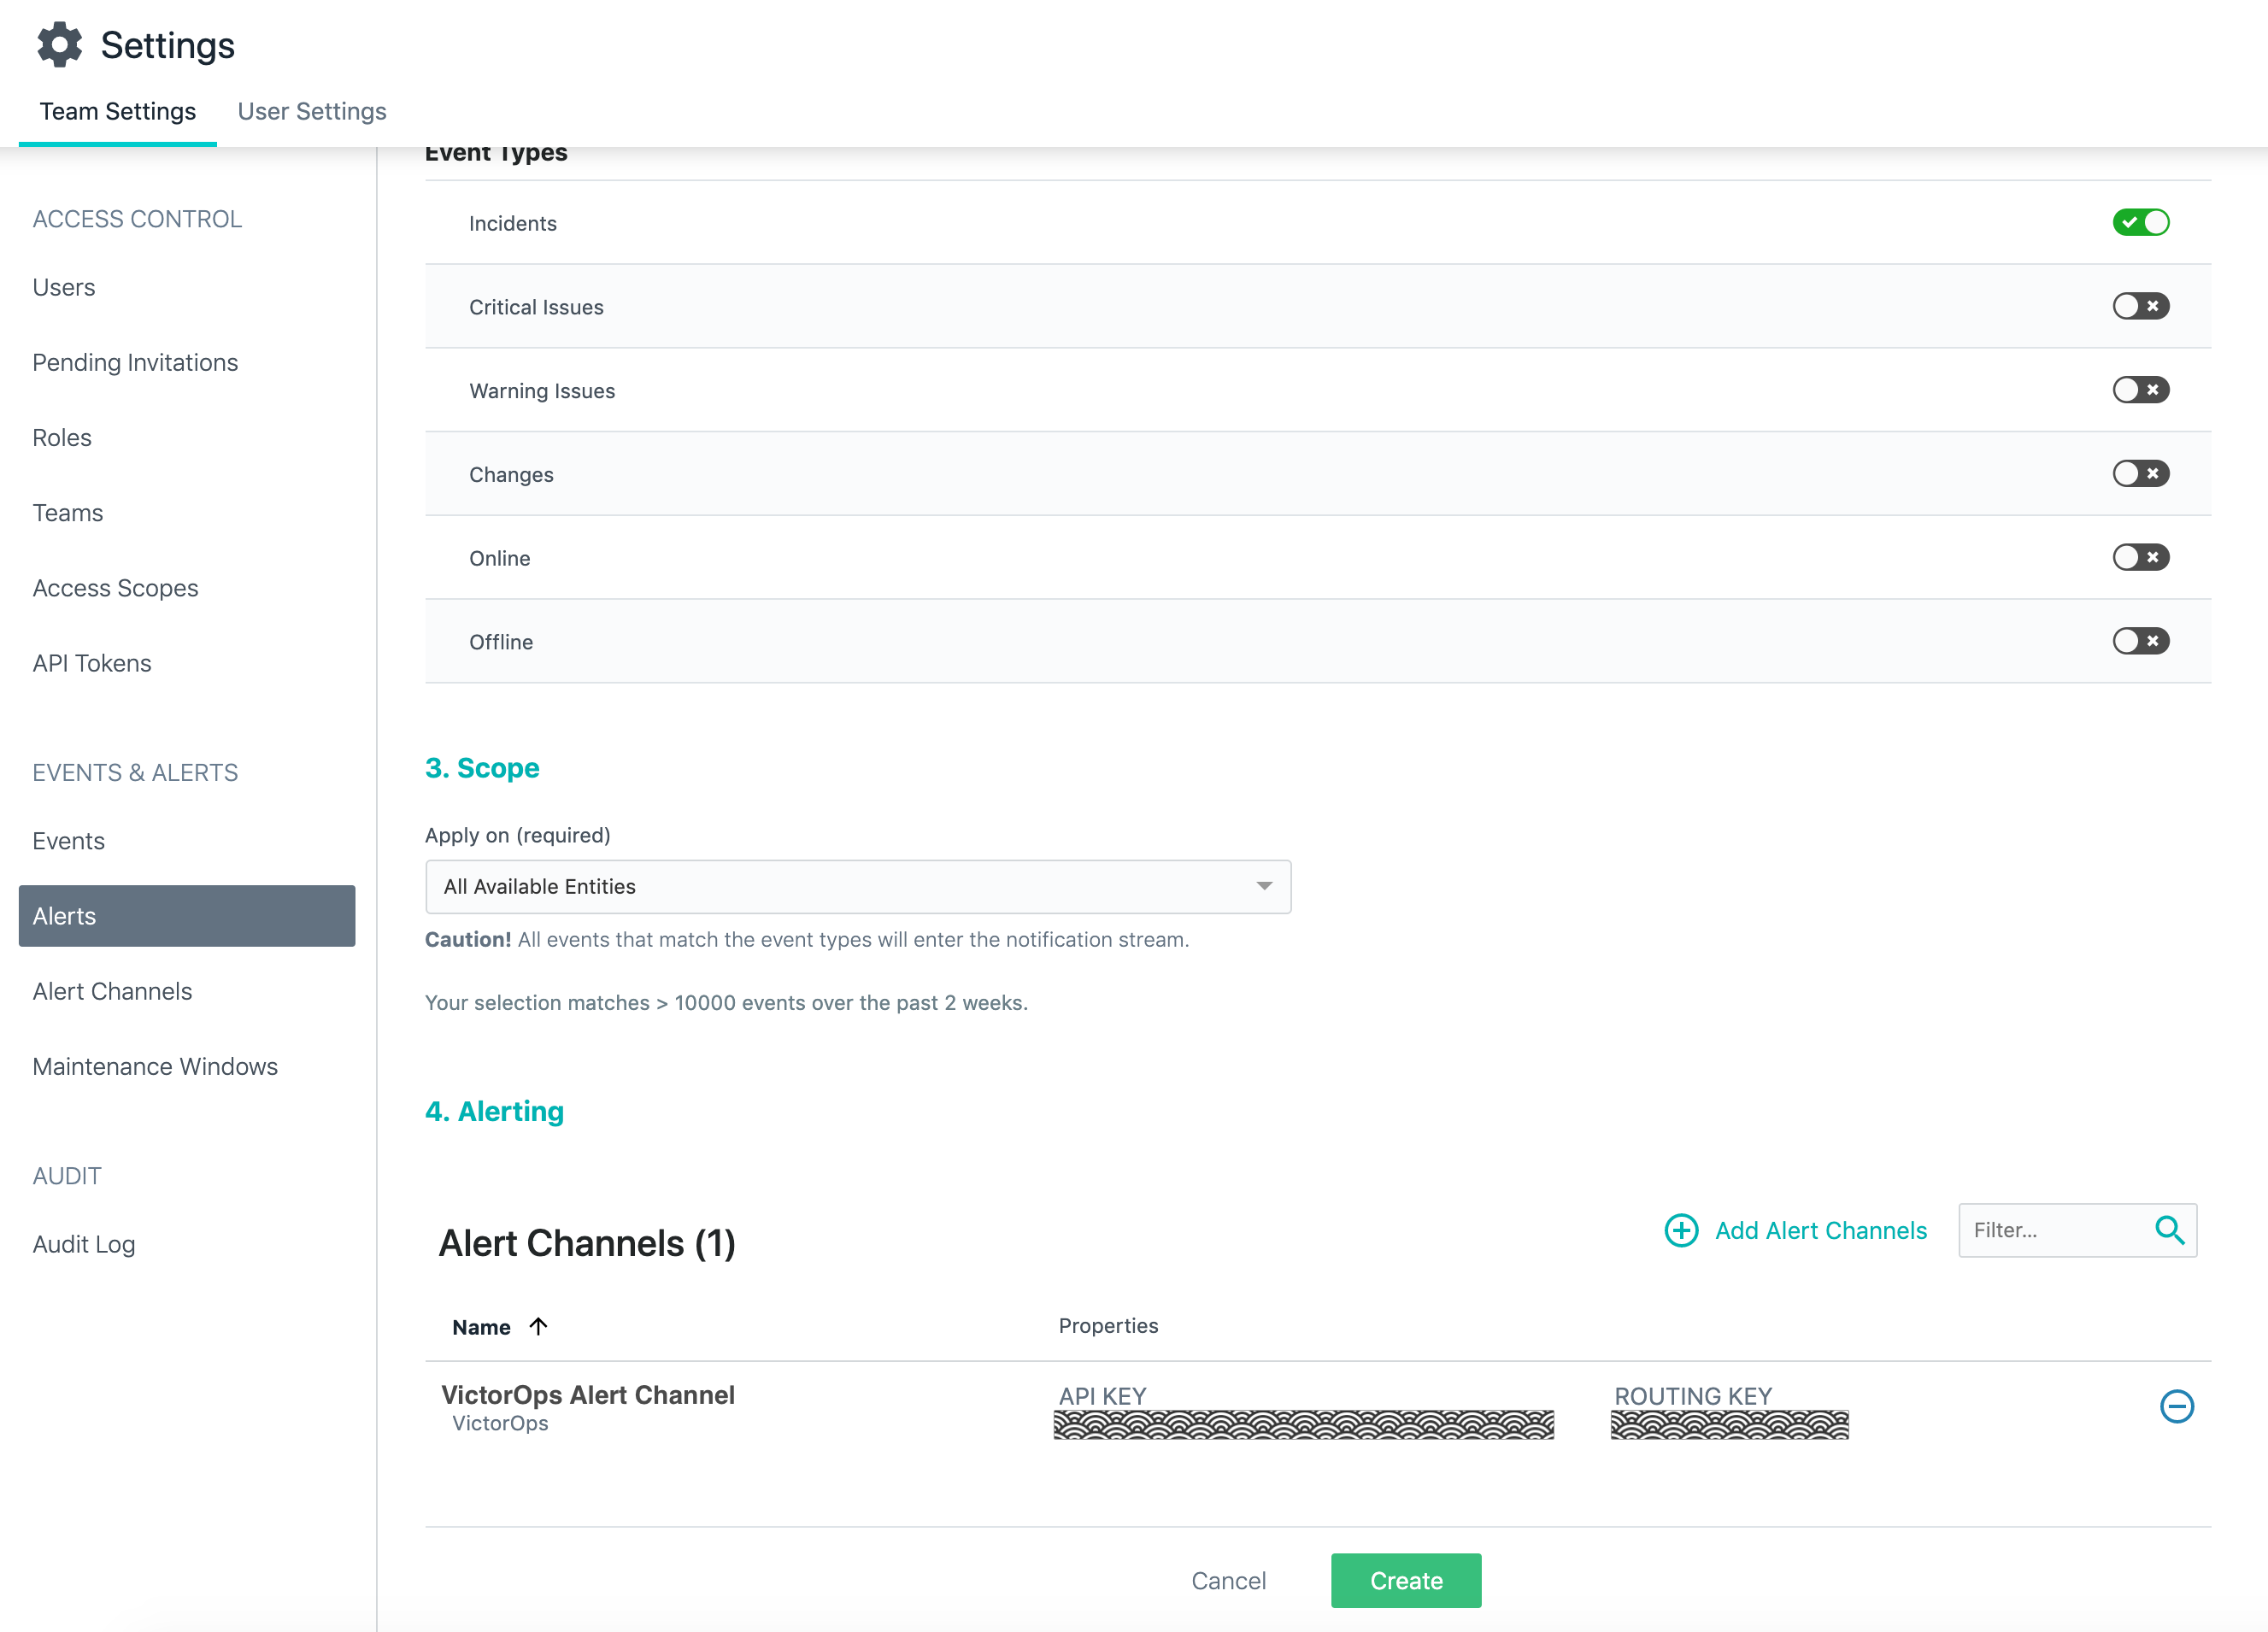 Settings
Team Settings
User Settings
Event Types
ACCESS CONTROL
Users
Pending Invitations
Roles
Teams
Access Scopes
API Tokens
EVENTS & ALERTS
Events
Alerts
Alert Channels
Maintenance Windows
AUDIT
Audit Log
Incidents
Critical Issues
Warning Issues
Changes
Online
Offline
3. Scope
Apply on (required)
All Available Entities
Caution! All events that match the event types will enter the notification stream.
Your selection matches > 10000 events over the past 2 weeks.
4. Alerting
Alert Channels (1)
Add Alert Channels
Filter...
Name
Properties
VictorOps Alert Channel
VictorOps
API KEY
ROUTING KEY
Cancel
Create